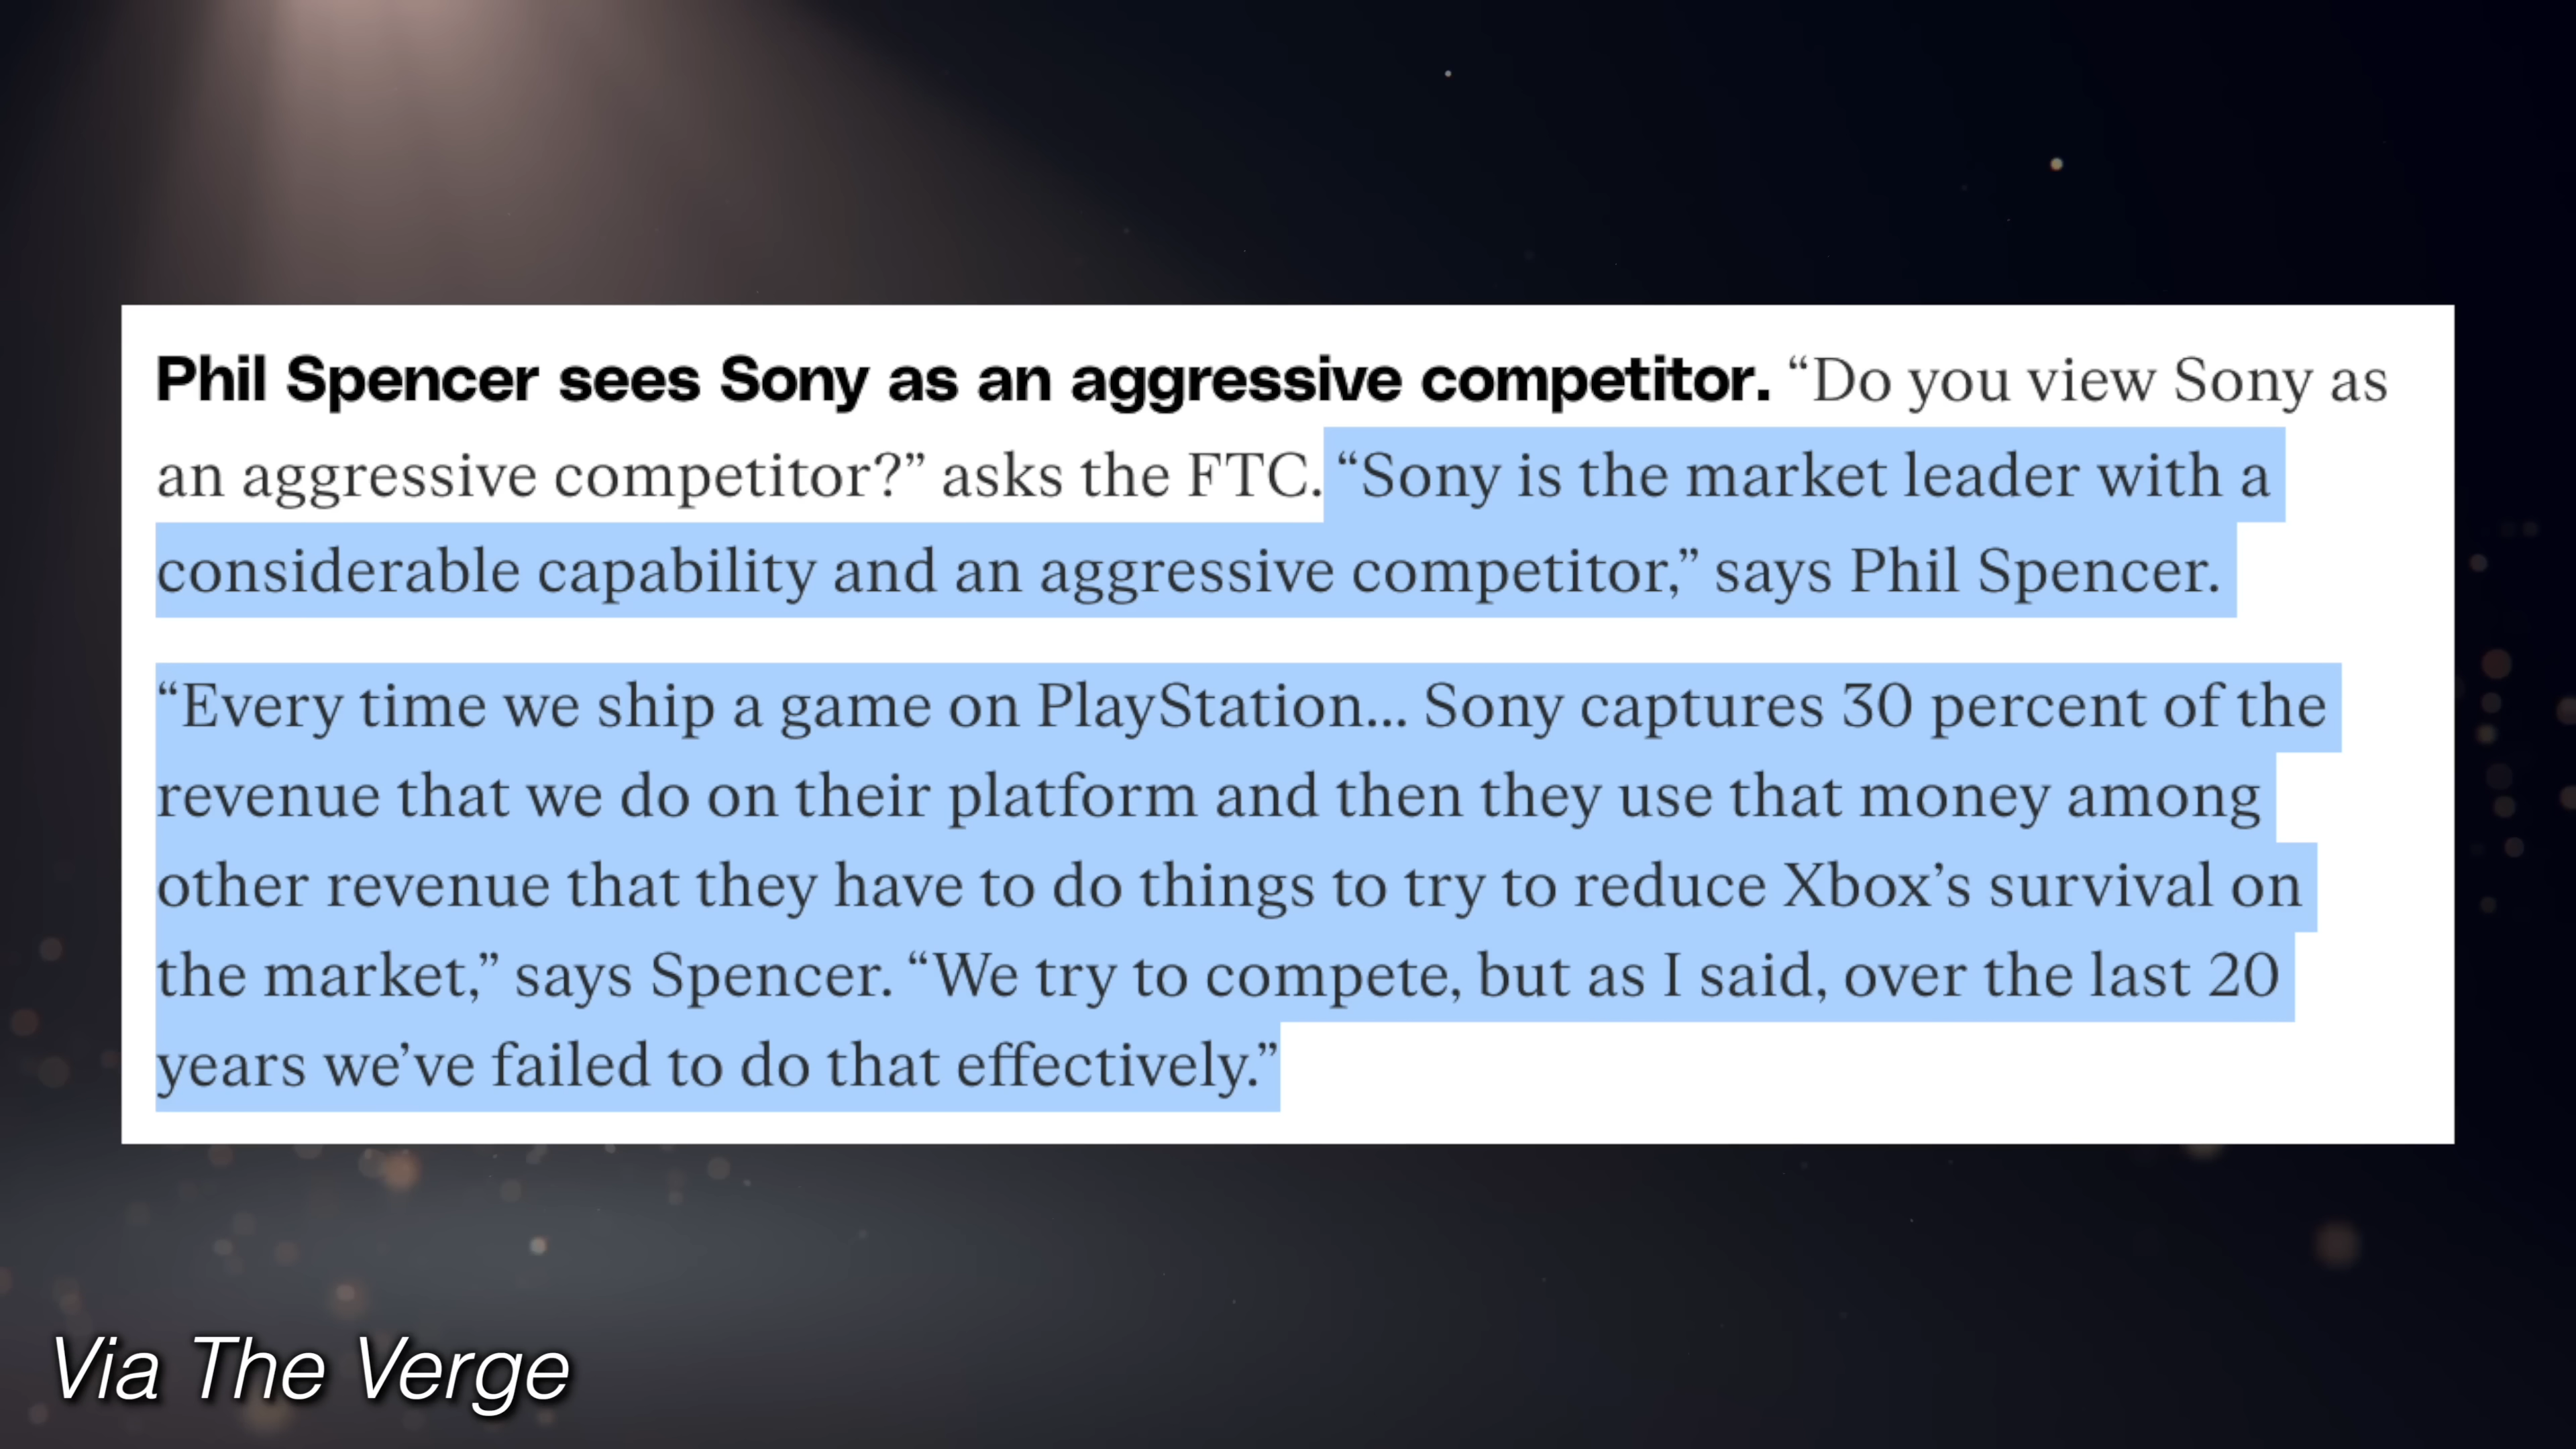 Phil Spencer sees Sony as an aggressive competitor. “Do you view Sony as
an aggressive competitor?” asks the FTC. “Sony is the market leader with a
considerable capability and an aggressive competitor,” says Phil Spencer.
“Every time we ship a game on PlayStation... Sony captures 30 percent of the
revenue that we do on their platform and then they use that money among
other revenue that they have to do things to try to reduce Xbox’s survival on
the market,” says Spencer. “We try to compete, but as I said, over the last 20
years we’ve failed to do that effectively.”
Via The Verge